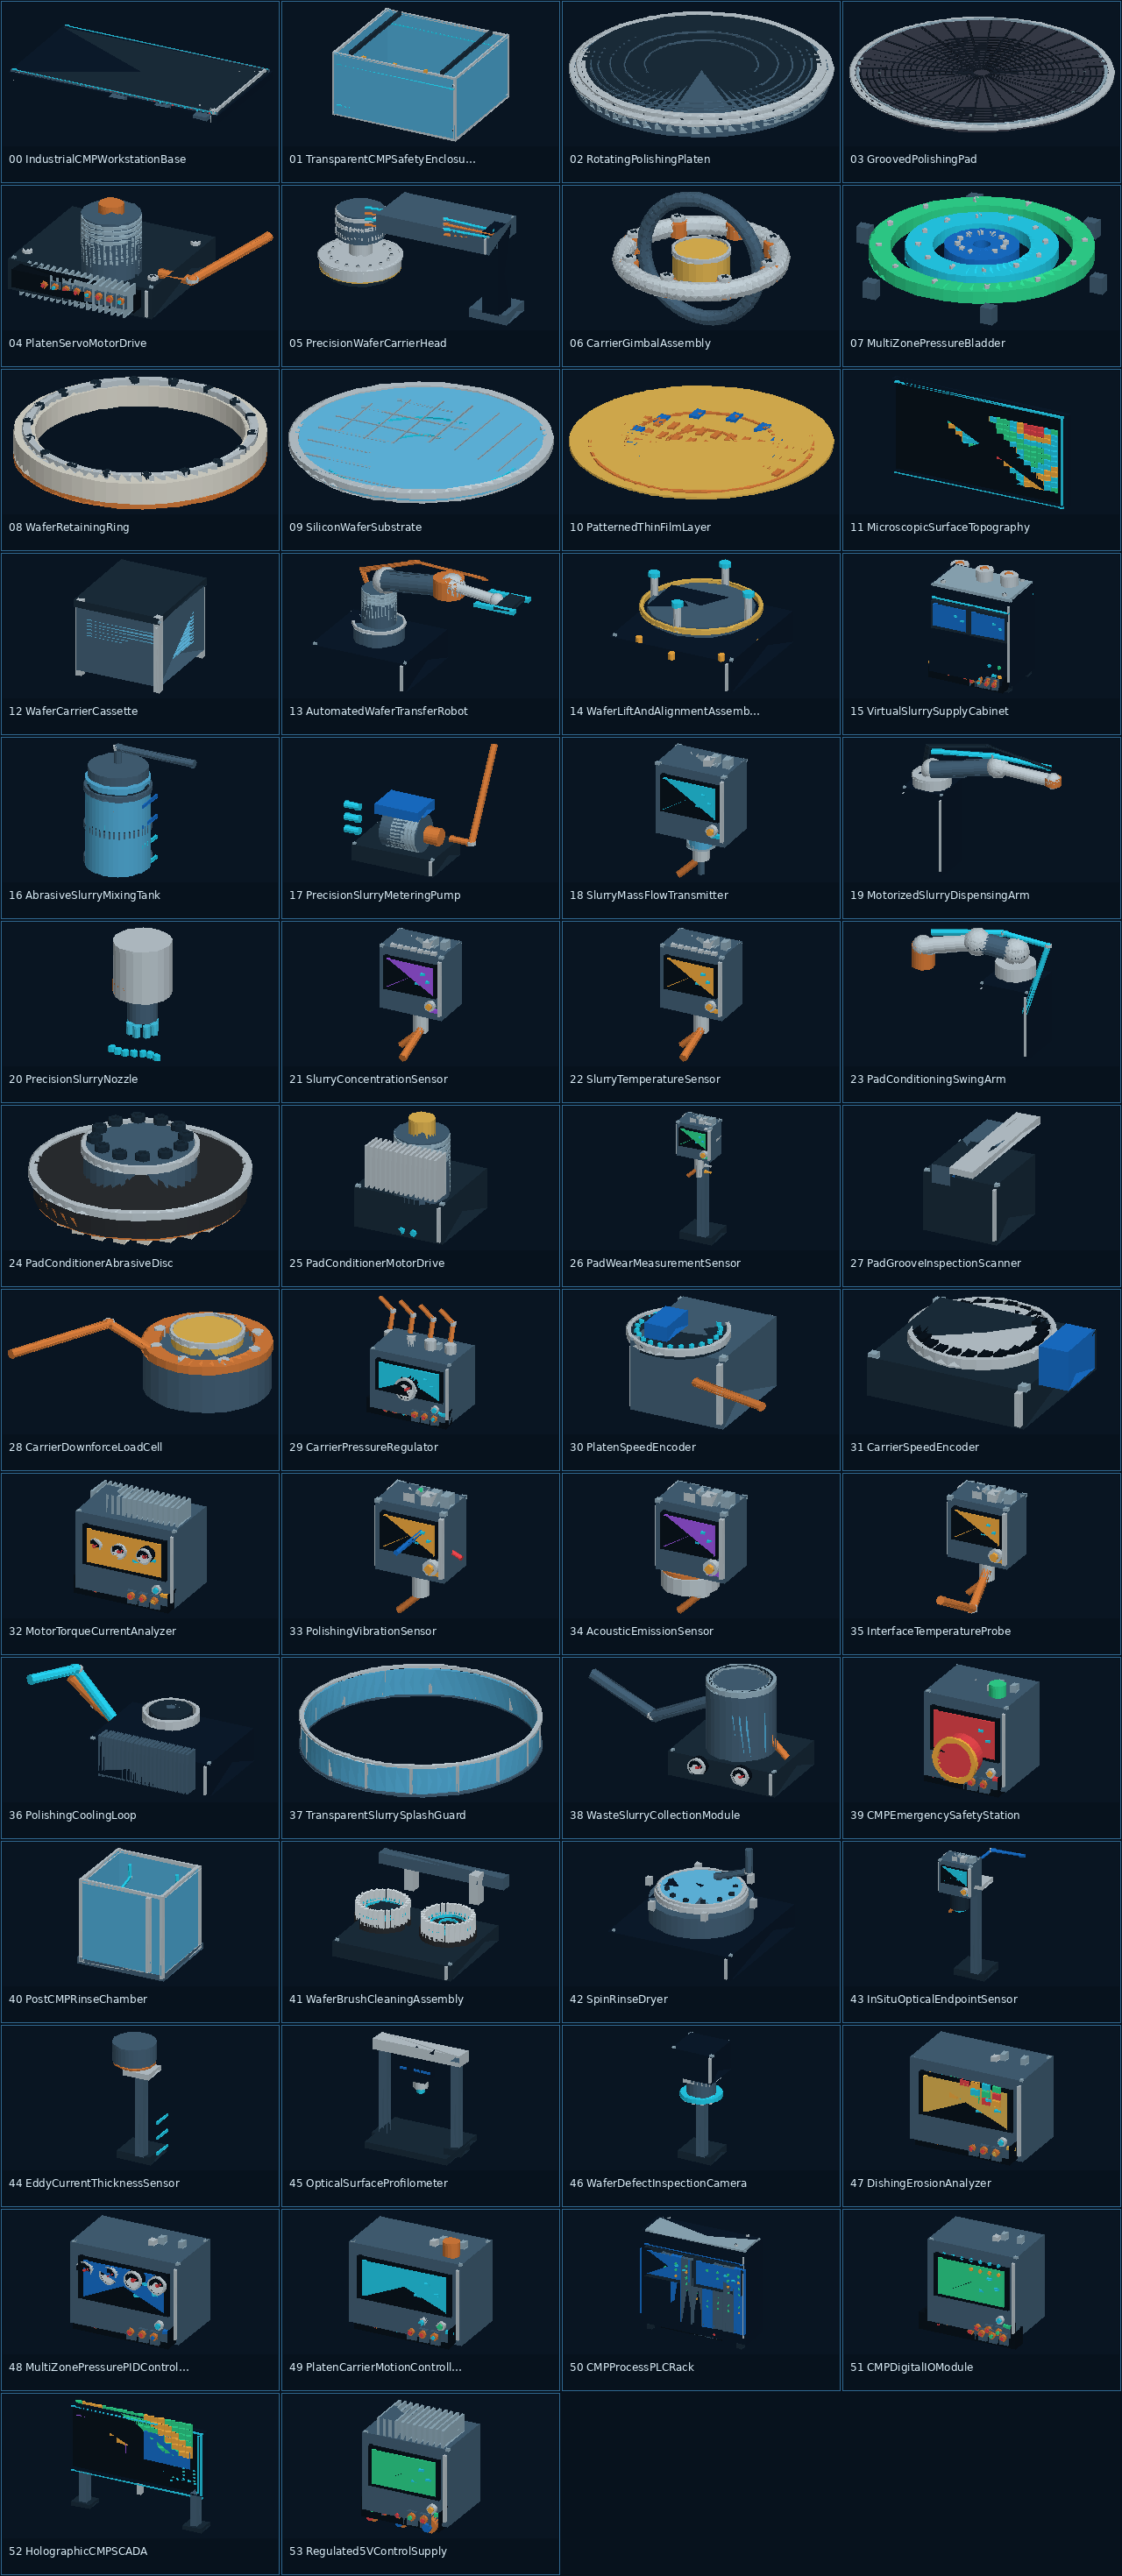 00 IndustrialCMPWorkstationBase
01 TransparentCMPSafetyEnclosu...
02 RotatingPolishingPlaten
03 GroovedPolishingPad
04 PlatenServoMotorDrive
05 PrecisionWaferCarrierHead
06 CarrierGimbalAssembly
07 MultiZonePressureBladder
08 WaferRetainingRing
09 SiliconWaferSubstrate
10 PatternedThinFilmLayer
11 MicroscopicSurfaceTopography
12 WaferCarrierCassette
13 AutomatedWaferTransferRobot
14 WaferLiftAndAlignmentAssemb...
15 VirtualSlurrySupplyCabinet
16 AbrasiveSlurryMixingTank
17 PrecisionSlurryMeteringPump
18 SlurryMassFlowTransmitter
19 MotorizedSlurryDispensingArm
20 PrecisionSlurryNozzle
21 SlurryConcentrationSensor
22 SlurryTemperatureSensor
23 PadConditioningSwingArm
24 PadConditionerAbrasiveDisc
25 PadConditionerMotorDrive
26 PadWearMeasurementSensor
27 PadGrooveInspectionScanner
28 CarrierDownforceLoadCell
29 CarrierPressureRegulator
30 PlatenSpeedEncoder
31 CarrierSpeedEncoder
32 MotorTorqueCurrentAnalyzer
33 PolishingVibrationSensor
34 AcousticEmissionSensor
35 InterfaceTemperatureProbe
36 PolishingCoolingLoop
37 TransparentSlurrySplashGuard
38 WasteSlurryCollectionModule
39 CMPEmergencySafetyStation
40 PostCMPRinseChamber
41 WaferBrushCleaningAssembly
42 SpinRinseDryer
43 InSituOpticalEndpointSensor
44 EddyCurrentThicknessSensor
45 OpticalSurfaceProfilometer
46 WaferDefectInspectionCamera
47 DishingErosionAnalyzer
48 MultiZonePressurePIDControl...
49 PlatenCarrierMotionControll...
50 CMPProcessPLCRack
51 CMPDigitalIOModule
52 HolographicCMPSCADA
53 Regulated5VControlSupply